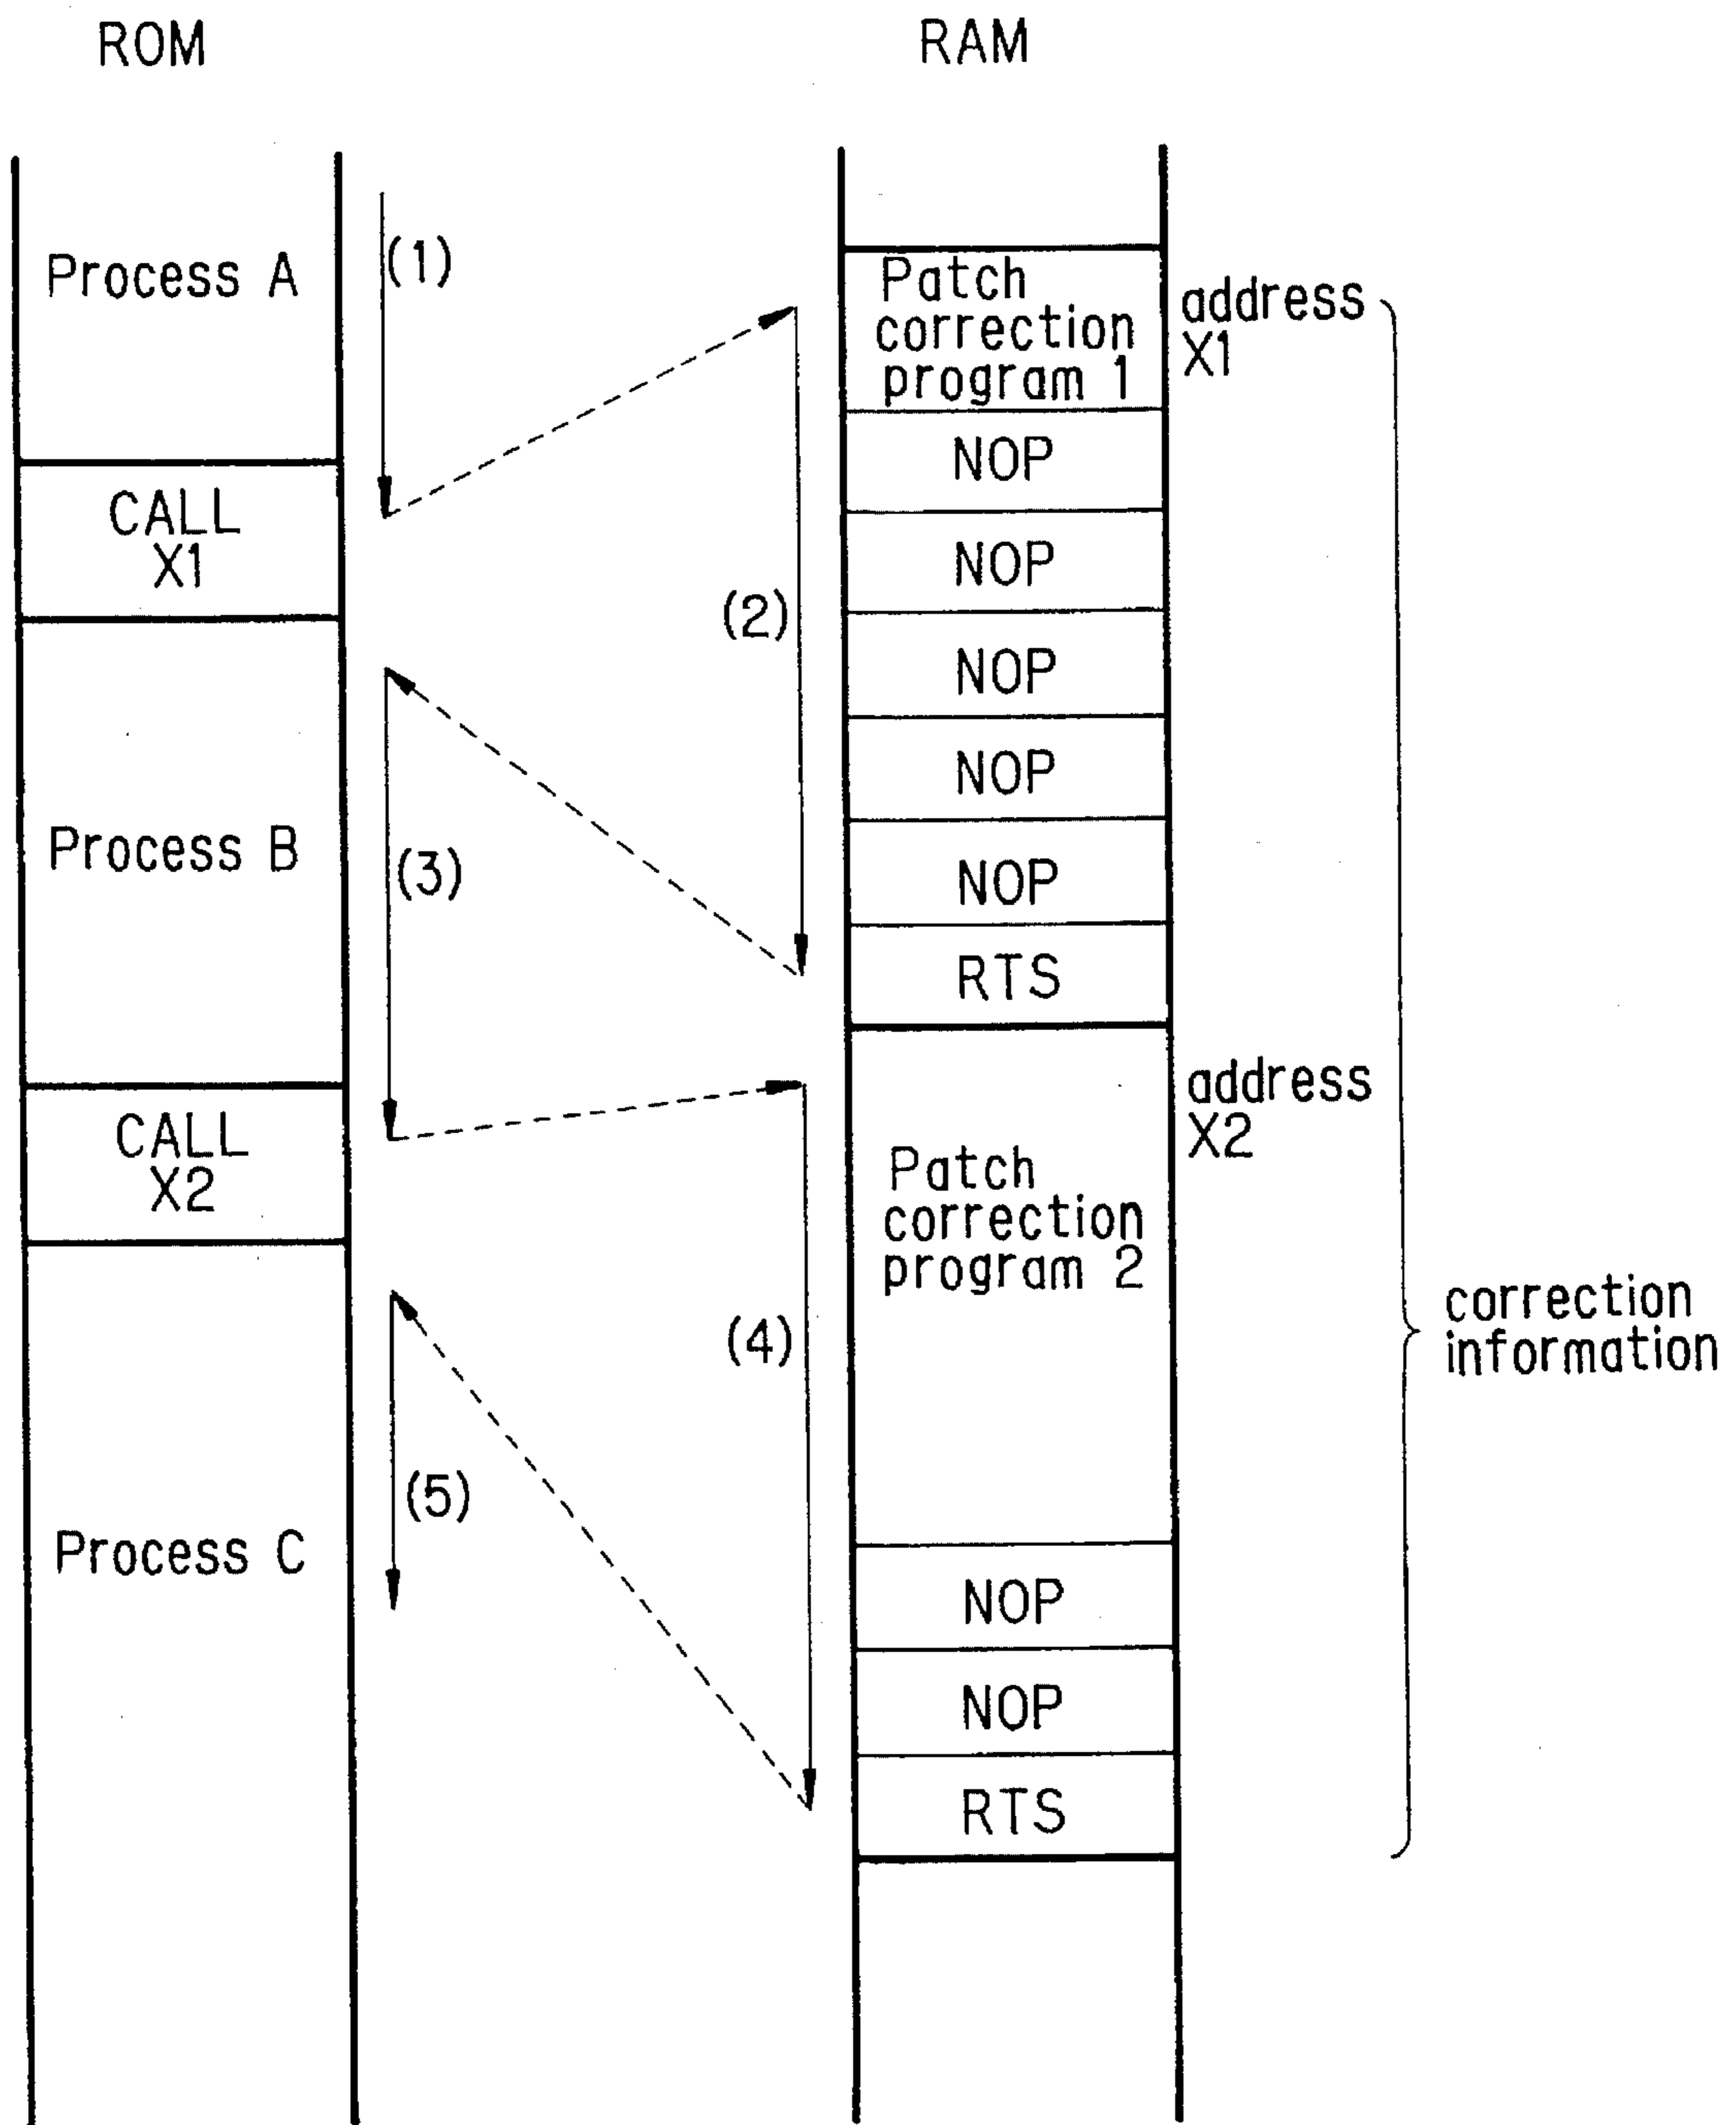 ROM
RAM
Process A
(1)
CALL
X1
Process B
(3)
CALL
X2
Process C
(5)
(2)
(4)
Patch
correction
program 1
address
X1
NOP
NOP
NOP
NOP
NOP
RTS
address
X2
Patch
correction
program 2
NOP
NOP
RTS
correction
information